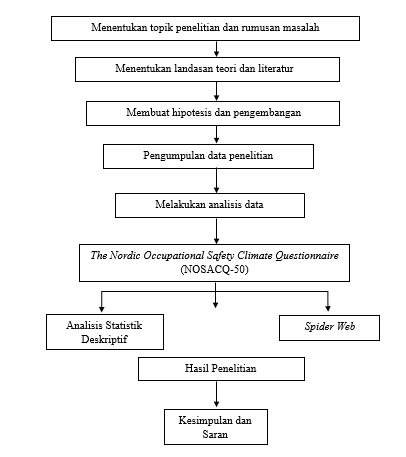 Menentukan topik penelitian dan rumusan masalah
Menentukan landasan teori dan literatur
Membuat hipotesis dan pengembangan
Pengumpulan data penelitian
Melakukan analisis data
The Nordic Occupational Safety Climate Questionnaire
(NOSACQ-50)
Analisis Statistik
Deskriptif
Spider Web
Hasil Penelitian
Kesimpulan dan
Saran